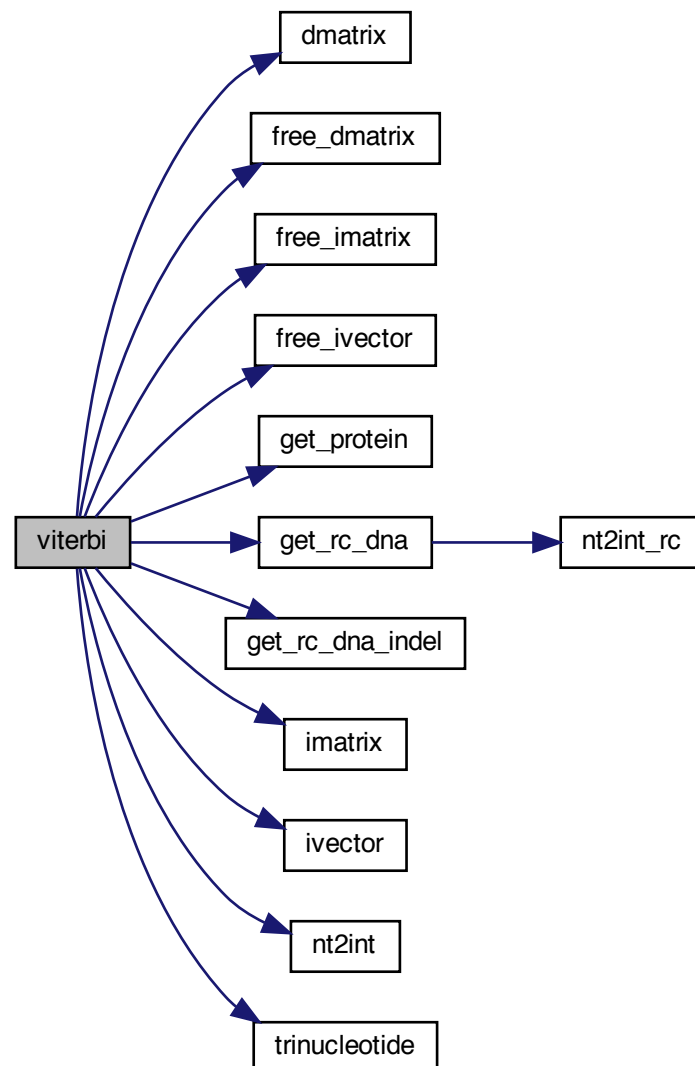 dmatrix
free_dmatrix
free_imatrix
free_ivector
get_protein
viterbi get_rc_dna nt2int_rc
get_rc_dna_indel
imatrix
ivector
nt2int
trinucleotide